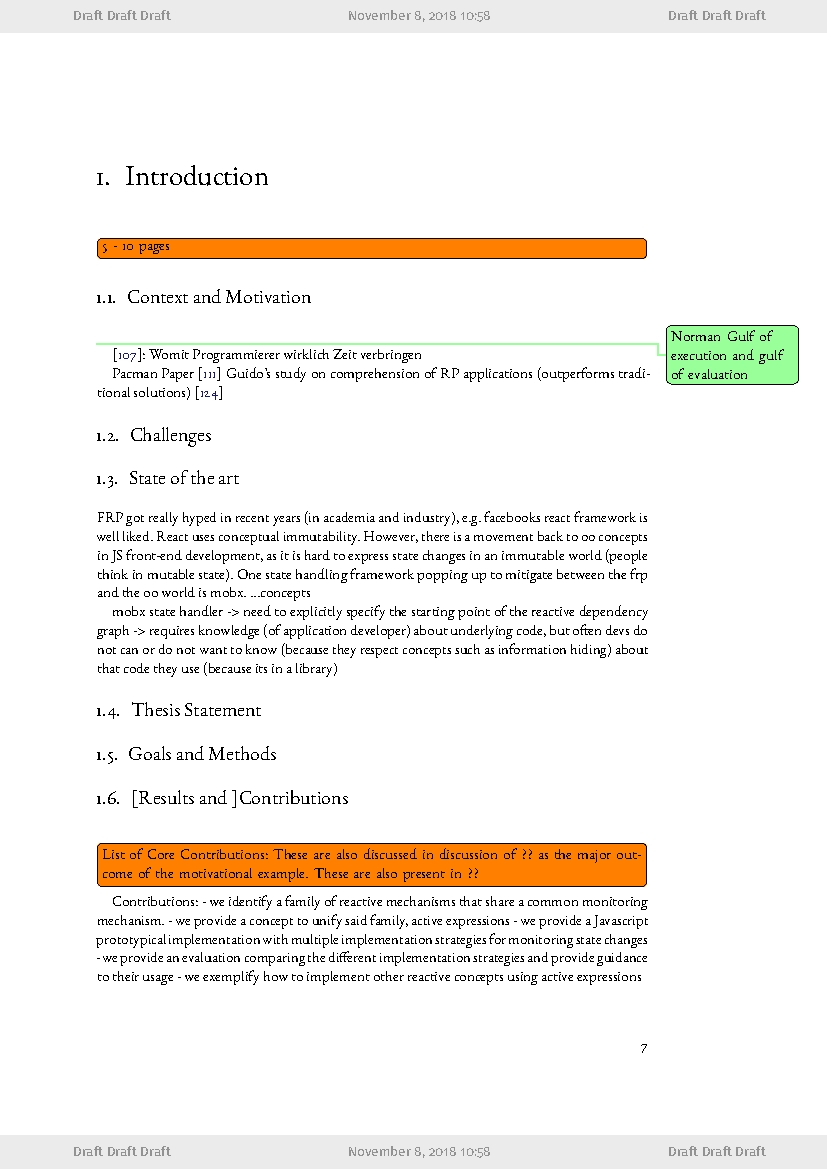 Draft Draft Draft November 8, 2018 10:58 Draft Draft Draft
1. Introduction
5 - 10 pages
1.1. Context and Motivation
Norman Gulf of
execution and gulf
of evaluation
[107]: Womit Programmierer wirklich Zeit verbringen
Pacman Paper [111] Guido's study on comprehension of RP applications (outperforms tradi-
tional solutions) [124]
1.2. Challenges
1.3. State of the art
FRP got really hyped in recent years (in academia and industry), e.g. facebooks react framework is
well liked. React uses conceptual immutability. However, there is a movement back to oo concepts
in JS front-end development, as it is hard to express state changes in an immutable world (people
think in mutable state). One state handling framework popping up to mitigate between the frp
and the oo world is mobx. ...concepts
mobx state handler -> need to explicitly specify the starting point of the reactive dependency
graph -> requires knowledge (of application developer) about underlying code, but often devs do
not can or do not want to know (because they respect concepts such as information hiding) about
that code they use (because its in a library)
1.4. Thesis Statement
1.5. Goals and Methods
1.6. [Results and ]Contributions
List of Core Contributions: These are also discussed in discussion of ?? as the major out-
come of the motivational example. These are also present in ??
Contributions: - we identify a family of reactive mechanisms that share a common monitoring
mechanism. - we provide a concept to unify said family, active expressions - we provide a Javascript
prototypical implementation with multiple implementation strategies for monitoring state changes
- we provide an evaluation comparing the different implementation strategies and provide guidance
to their usage - we exemplify how to implement other reactive concepts using active expressions
7
Draft Draft Draft November 8, 2018 10:58 Draft Draft Draft